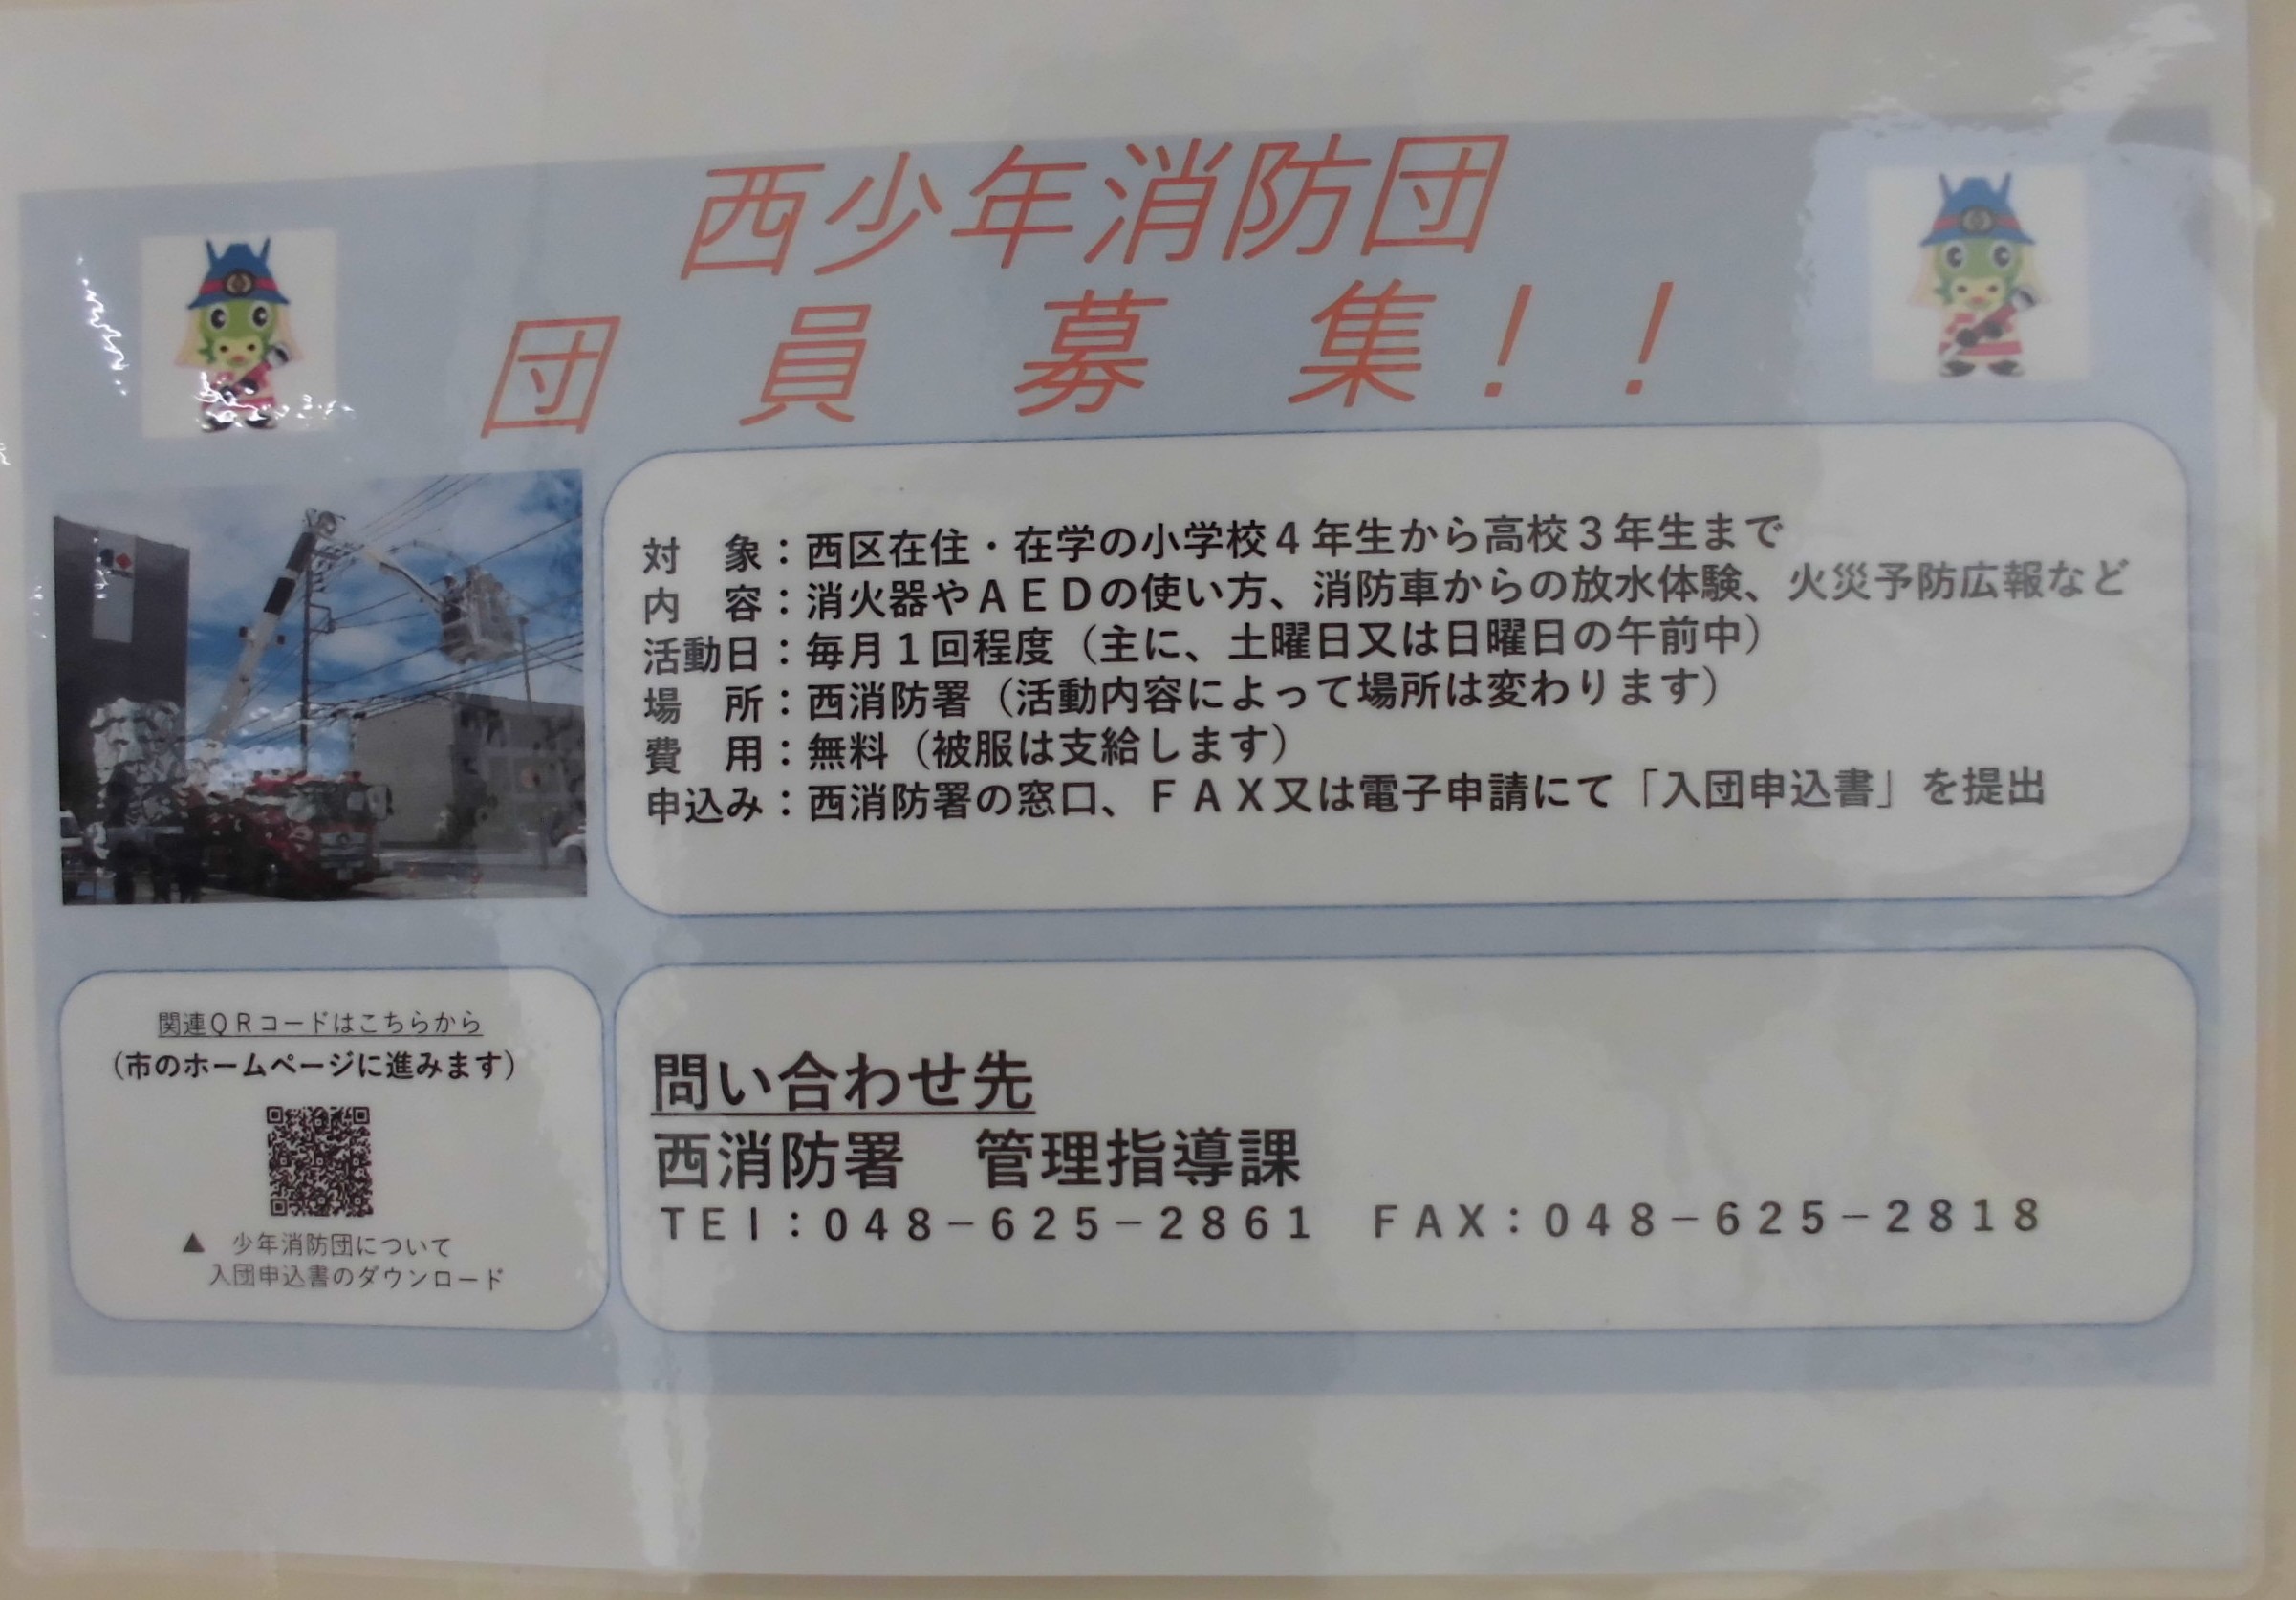 西少年消防団
団員募集！！
対　象：西区在住・在学の小学校４年生から高校３年生まで
内　容：消火器やＡＥＤの使い方、消防車からの放水体験、火災予防広報など
活動日：毎月１回程度（主に、土曜日又は日曜日の午前中）
場　所：西消防署（活動内容によって場所は変わります）
費　用：無料（被服は支給します）
申込み：西消防署の窓口、ＦＡＸ又は電子申請にて「入団申込書」を提出
関連ＱＲコードはこちらから
（市のホームページに進みます）
▲　少年消防団について
入団申込書のダウンロード
問い合わせ先
西消防署　管理指導課
ＴＥｌ：０４８－６２５－２８６１　ＦＡＸ：０４８－６２５－２８１８